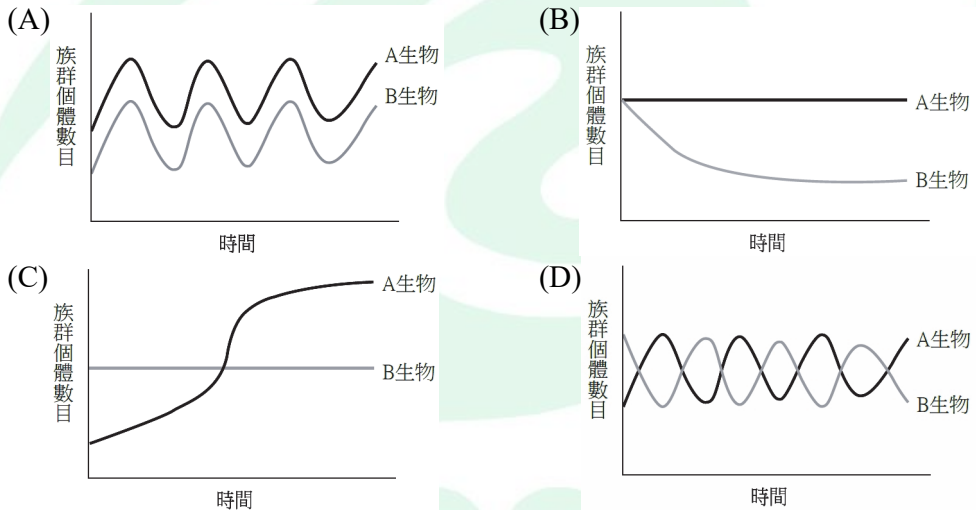 (A)
族群個體數目
A生物
B生物
時間
(B)
族群個體數目
A生物
B生物
時間
(C)
族群個體數目
A生物
B生物
時間
(D)
族群個體數目
A生物
B生物
時間